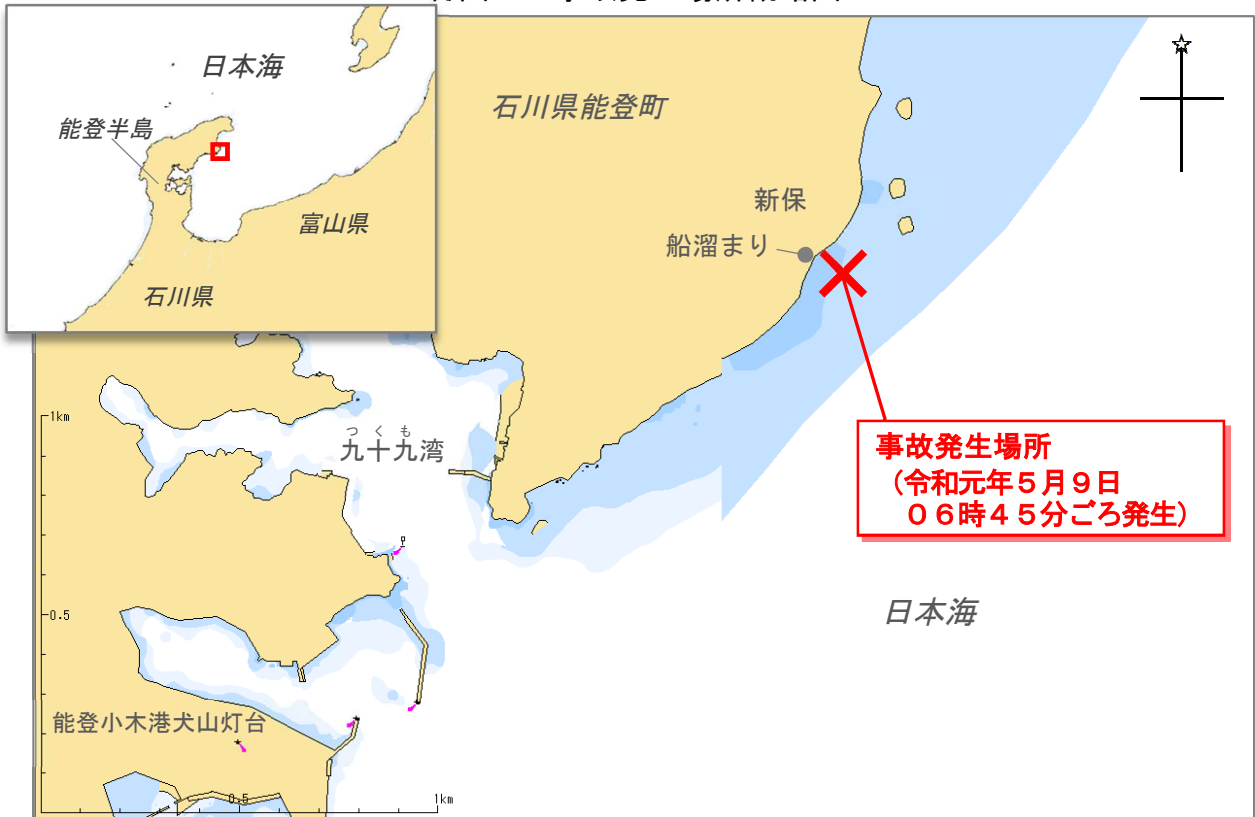 日本海
能登半島
富山県
石川県
石川県能登町
新保
船溜まり
1km
つくも
九十九湾
事故発生場所
（令和元年５月９日
０６時４５分ごろ発生）
0.5
日本海
能登小木港犬山灯台
0.5
1km